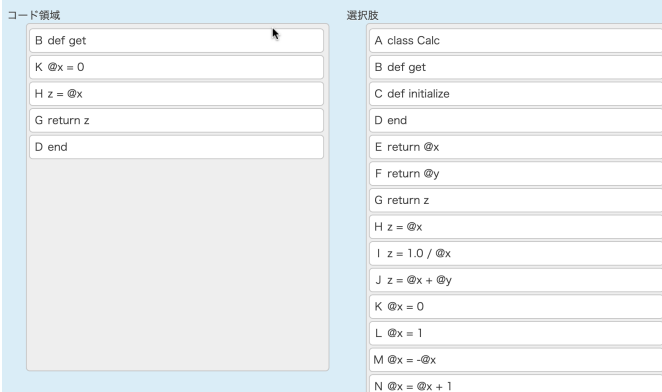 コード領域
B def get
K @x = 0
H z = @x
G return z
D end
選択肢
A class Calc
B def get
C def initialize
D end
E return @x
F return @y
G return z
H z = @x
I z = 1.0 / @x
J z = @x + @y
K @x = 0
L @x = 1
M @x = -@x
N @x = @x + 1